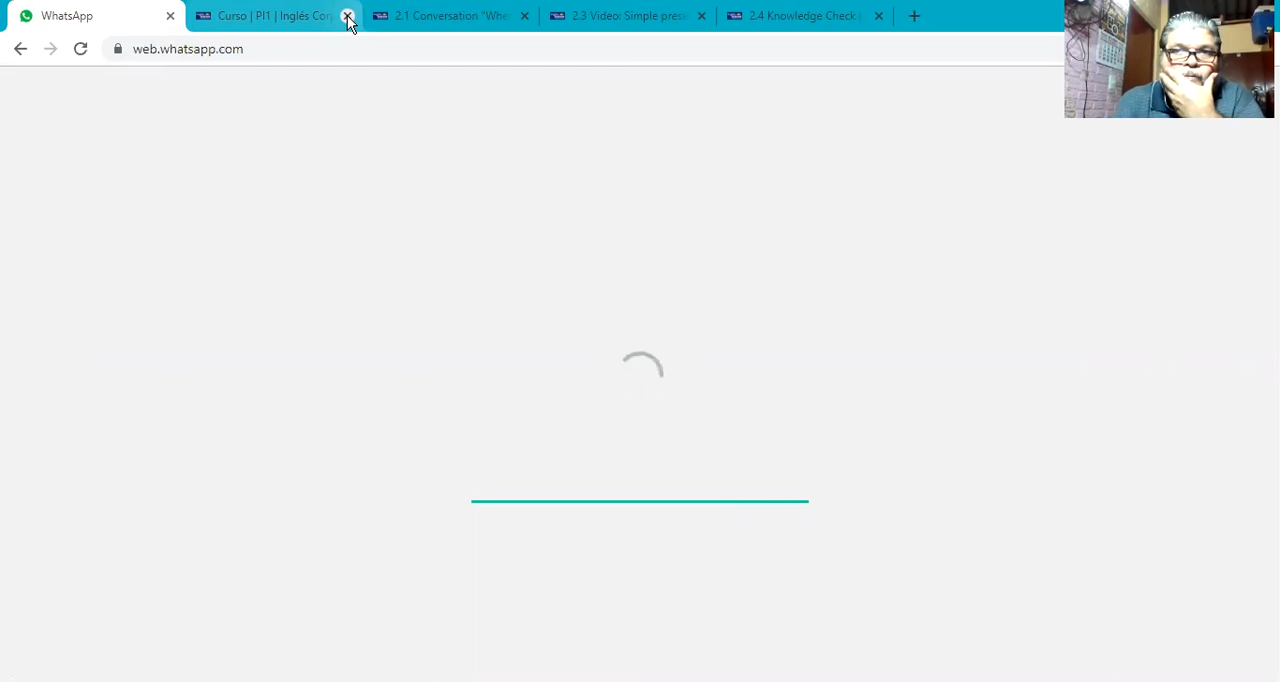 WhatsApp
Curso | PI1 | Inglés Cor
2.1 Conversation "Whe
2.3 Video: Simple prese
2.4 Knowledge Check
web.whatsapp.com